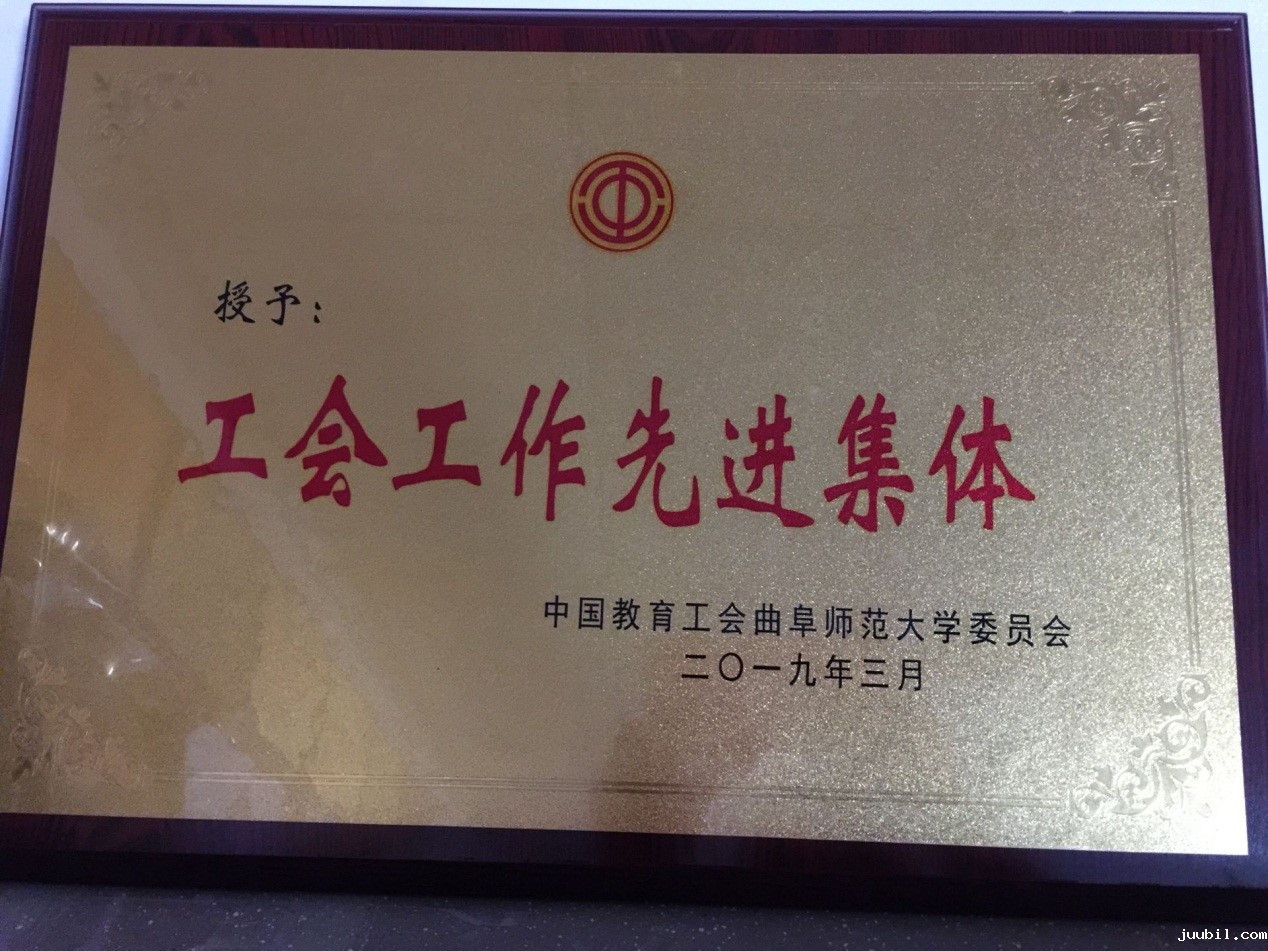 授予：
工会工作先进集体
中国教育工会曲阜师范大学委员会
二〇一九年三月
juubil.com